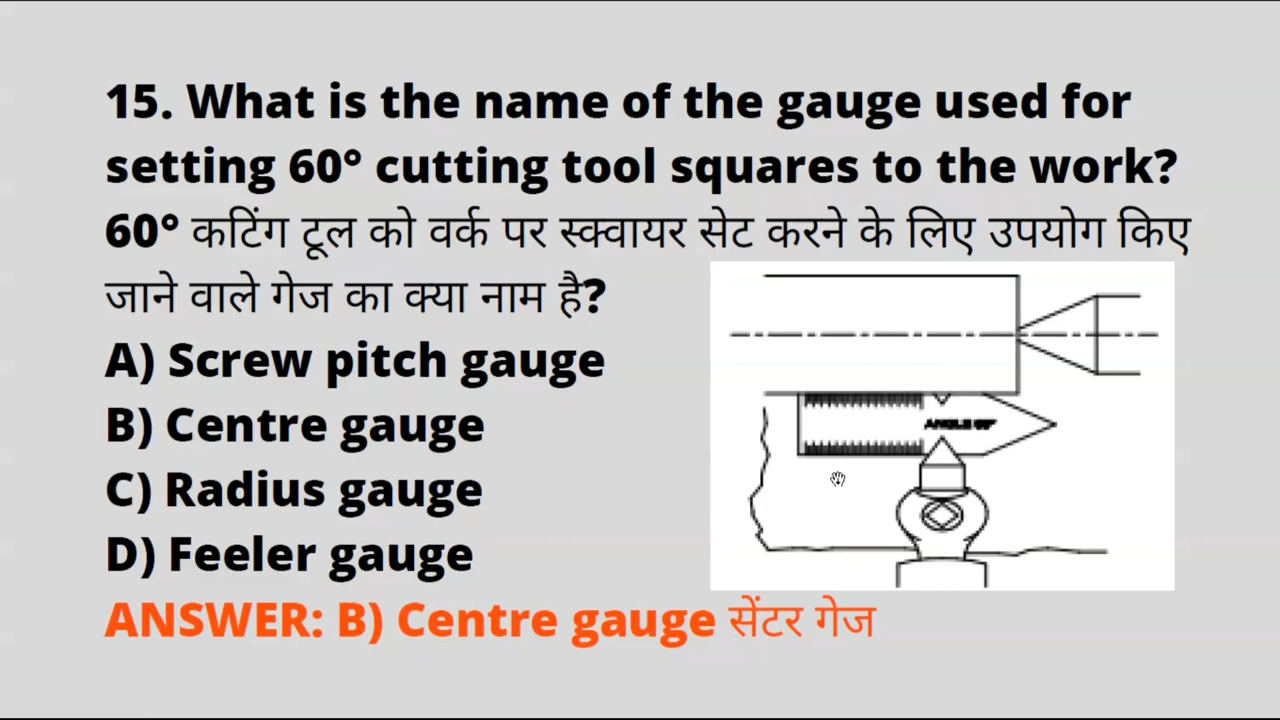 15. What is the name of the gauge used for
setting 60° cutting tool squares to the work?
60° कटिंग टूल को वर्क पर स्क्वायर सेट करने के लिए उपयोग किए
जाने वाले गेज का क्या नाम है?
A) Screw pitch gauge
B) Centre gauge
C) Radius gauge
D) Feeler gauge
ANSWER: B) Centre gauge सेंटर गेज
ANGLE